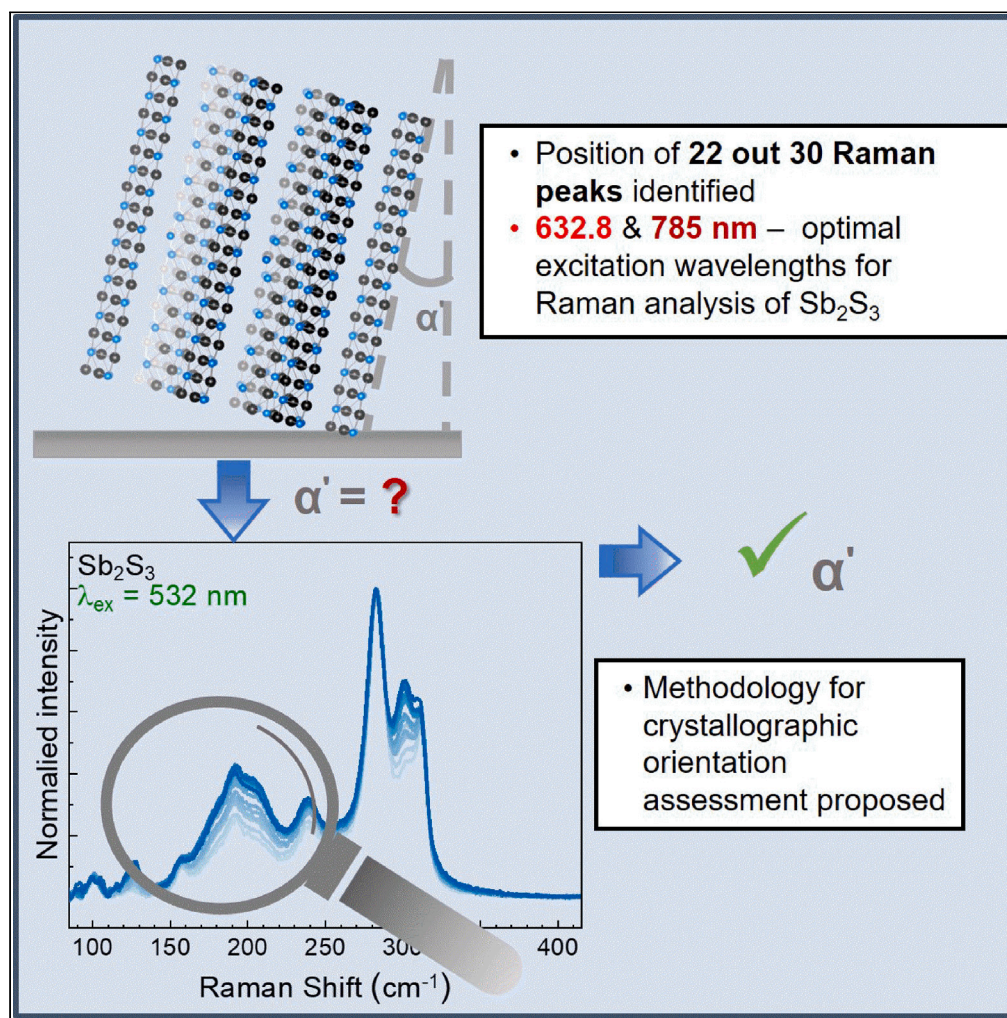 α'
• Position of 22 out 30 Raman
peaks identified
• 632.8 & 785 nm – optimal
excitation wavelengths for
Raman analysis of Sb₂S₃
α' = ?
α'
Sb₂S₃
λex = 532 nm
Normalied intensity
100 150 200 250 300 400
Raman Shift (cm⁻¹)
• Methodology for
crystallographic
orientation
assessment proposed